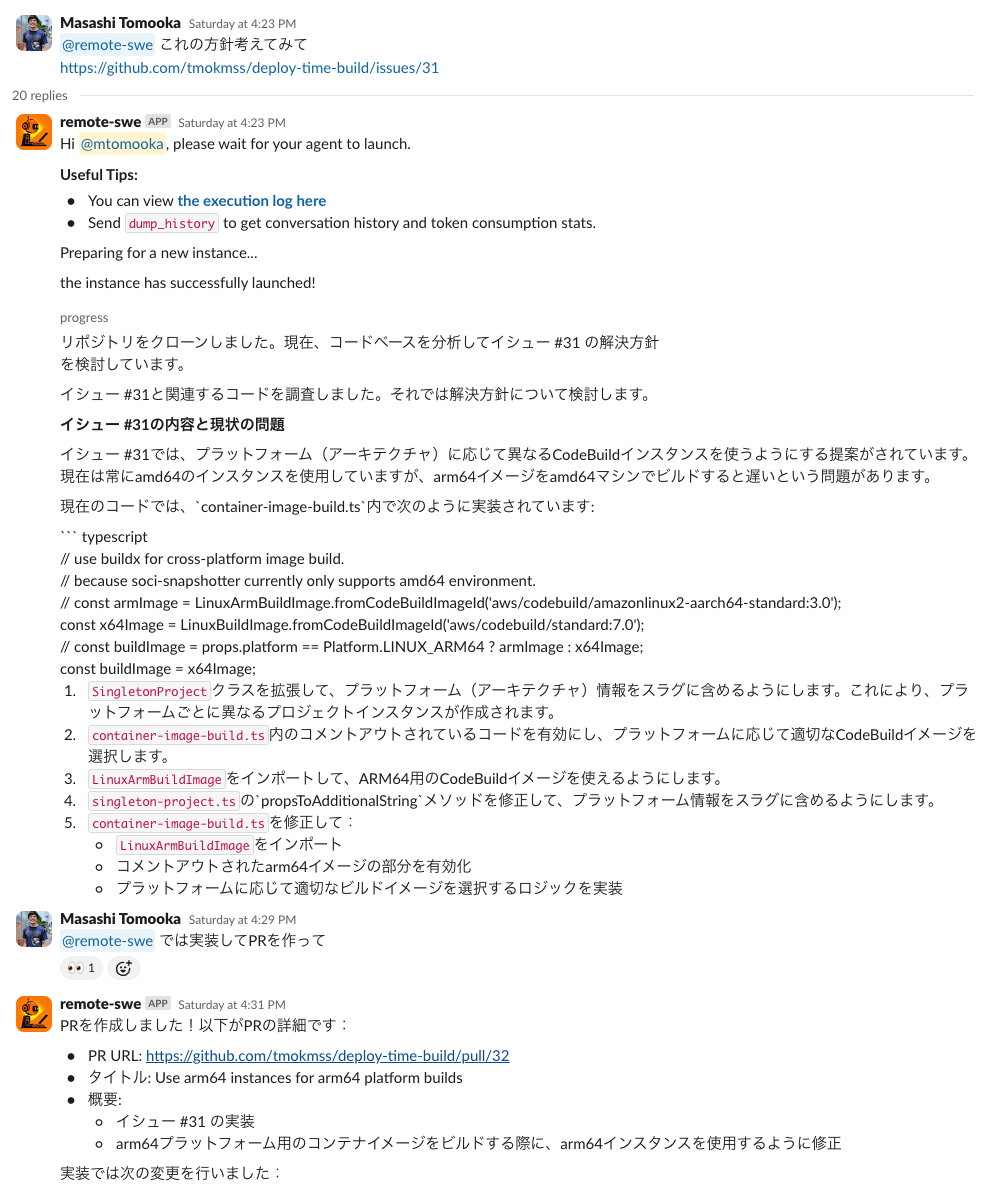 Masashi Tomooka Saturday at 4:23 PM
@remote-swe これの方針考えてみて
https://github.com/tmokmss/deploy-time-build/issues/31
20 replies
remote-swe APP Saturday at 4:23 PM
Hi @mtomooka, please wait for your agent to launch.
Useful Tips:
• You can view the execution log here
• Send dump_history to get conversation history and token consumption stats.
Preparing for a new instance...
the instance has successfully launched!
progress
リポジトリをクローンしました。現在、コードベースを分析してイシュー #31 の解決方針
を検討しています。
イシュー #31と関連するコードを調査しました。それでは解決方針について検討します。
イシュー #31の内容と現状の問題
イシュー #31では、プラットフォーム（アーキテクチャ）に応じて異なるCodeBuildインスタンスを使うようにする提案がされています。
現在は常にamd64のインスタンスを使用していますが、arm64イメージをamd64マシンでビルドすると遅いという問題があります。
現在のコードでは、`container-image-build.ts`内で次のように実装されています:
``` typescript
// use buildx for cross-platform image build.
// because soci-snapshotter currently only supports amd64 environment.
// const armImage = LinuxArmBuildImage.fromCodeBuildImageId('aws/codebuild/amazonlinux2-aarch64-standard:3.0');
const x64Image = LinuxBuildImage.fromCodeBuildImageId('aws/codebuild/standard:7.0');
// const buildImage = props.platform == Platform.LINUX_ARM64 ? armImage : x64Image;
const buildImage = x64Image;
1. SingletonProjectクラスを拡張して、プラットフォーム（アーキテクチャ）情報をスラグに含めるようにします。これにより、プラ
ットフォームごとに異なるプロジェクトインスタンスが作成されます。
2. container-image-build.ts内のコメントアウトされているコードを有効にし、プラットフォームに応じて適切なCodeBuildイメージを
選択します。
3. LinuxArmBuildImageをインポートして、ARM64用のCodeBuildイメージを使えるようにします。
4. singleton-project.tsの`propsToAdditionalString`メソッドを修正して、プラットフォーム情報をスラグに含めるようにします。
5. container-image-build.tsを修正して：
○ LinuxArmBuildImageをインポート
○ コメントアウトされたarm64イメージの部分を有効化
○ プラットフォームに応じて適切なビルドイメージを選択するロジックを実装
Masashi Tomooka Saturday at 4:29 PM
@remote-swe では実装してPRを作って
👀 1
remote-swe APP Saturday at 4:31 PM
PRを作成しました！以下がPRの詳細です：
• PR URL: https://github.com/tmokmss/deploy-time-build/pull/32
• タイトル: Use arm64 instances for arm64 platform builds
• 概要:
○ イシュー #31 の実装
○ arm64プラットフォーム用のコンテナイメージをビルドする際に、arm64インスタンスを使用するように修正
実装では次の変更を行いました：